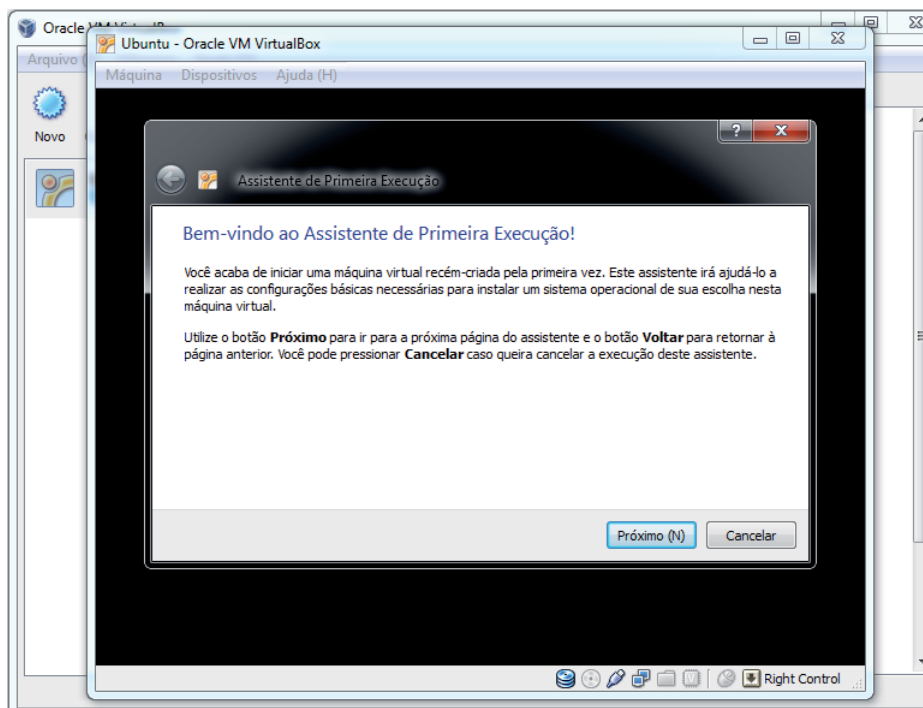 Oracle VM VirtualB
Ubuntu - Oracle VM VirtualBox
Arquivo (
Máquina Dispositivos Ajuda (H)
Novo
?
Assistente de Primeira Execução
Bem-vindo ao Assistente de Primeira Execução!
Você acaba de iniciar uma máquina virtual recém-criada pela primeira vez. Este assistente irá ajudá-lo a
realizar as configurações básicas necessárias para instalar um sistema operacional de sua escolha nesta
máquina virtual.
Utilize o botão Próximo para ir para a próxima página do assistente e o botão Voltar para retornar à
página anterior. Você pode pressionar Cancelar caso queira cancelar a execução deste assistente.
Próximo (N) Cancelar
Right Control